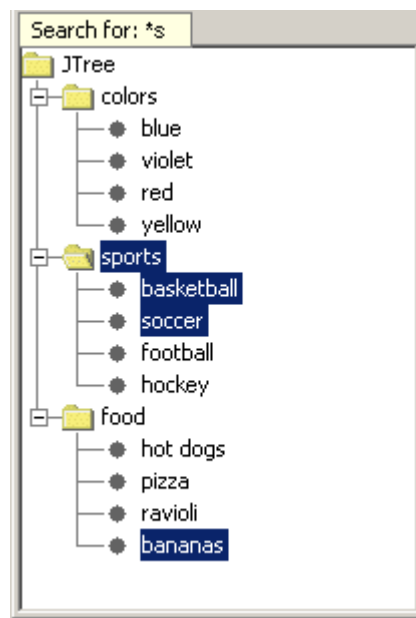 Search for: *s
JTree
colors
blue
violet
red
yellow
sports
basketball
soccer
football
hockey
food
hot dogs
pizza
ravioli
bananas